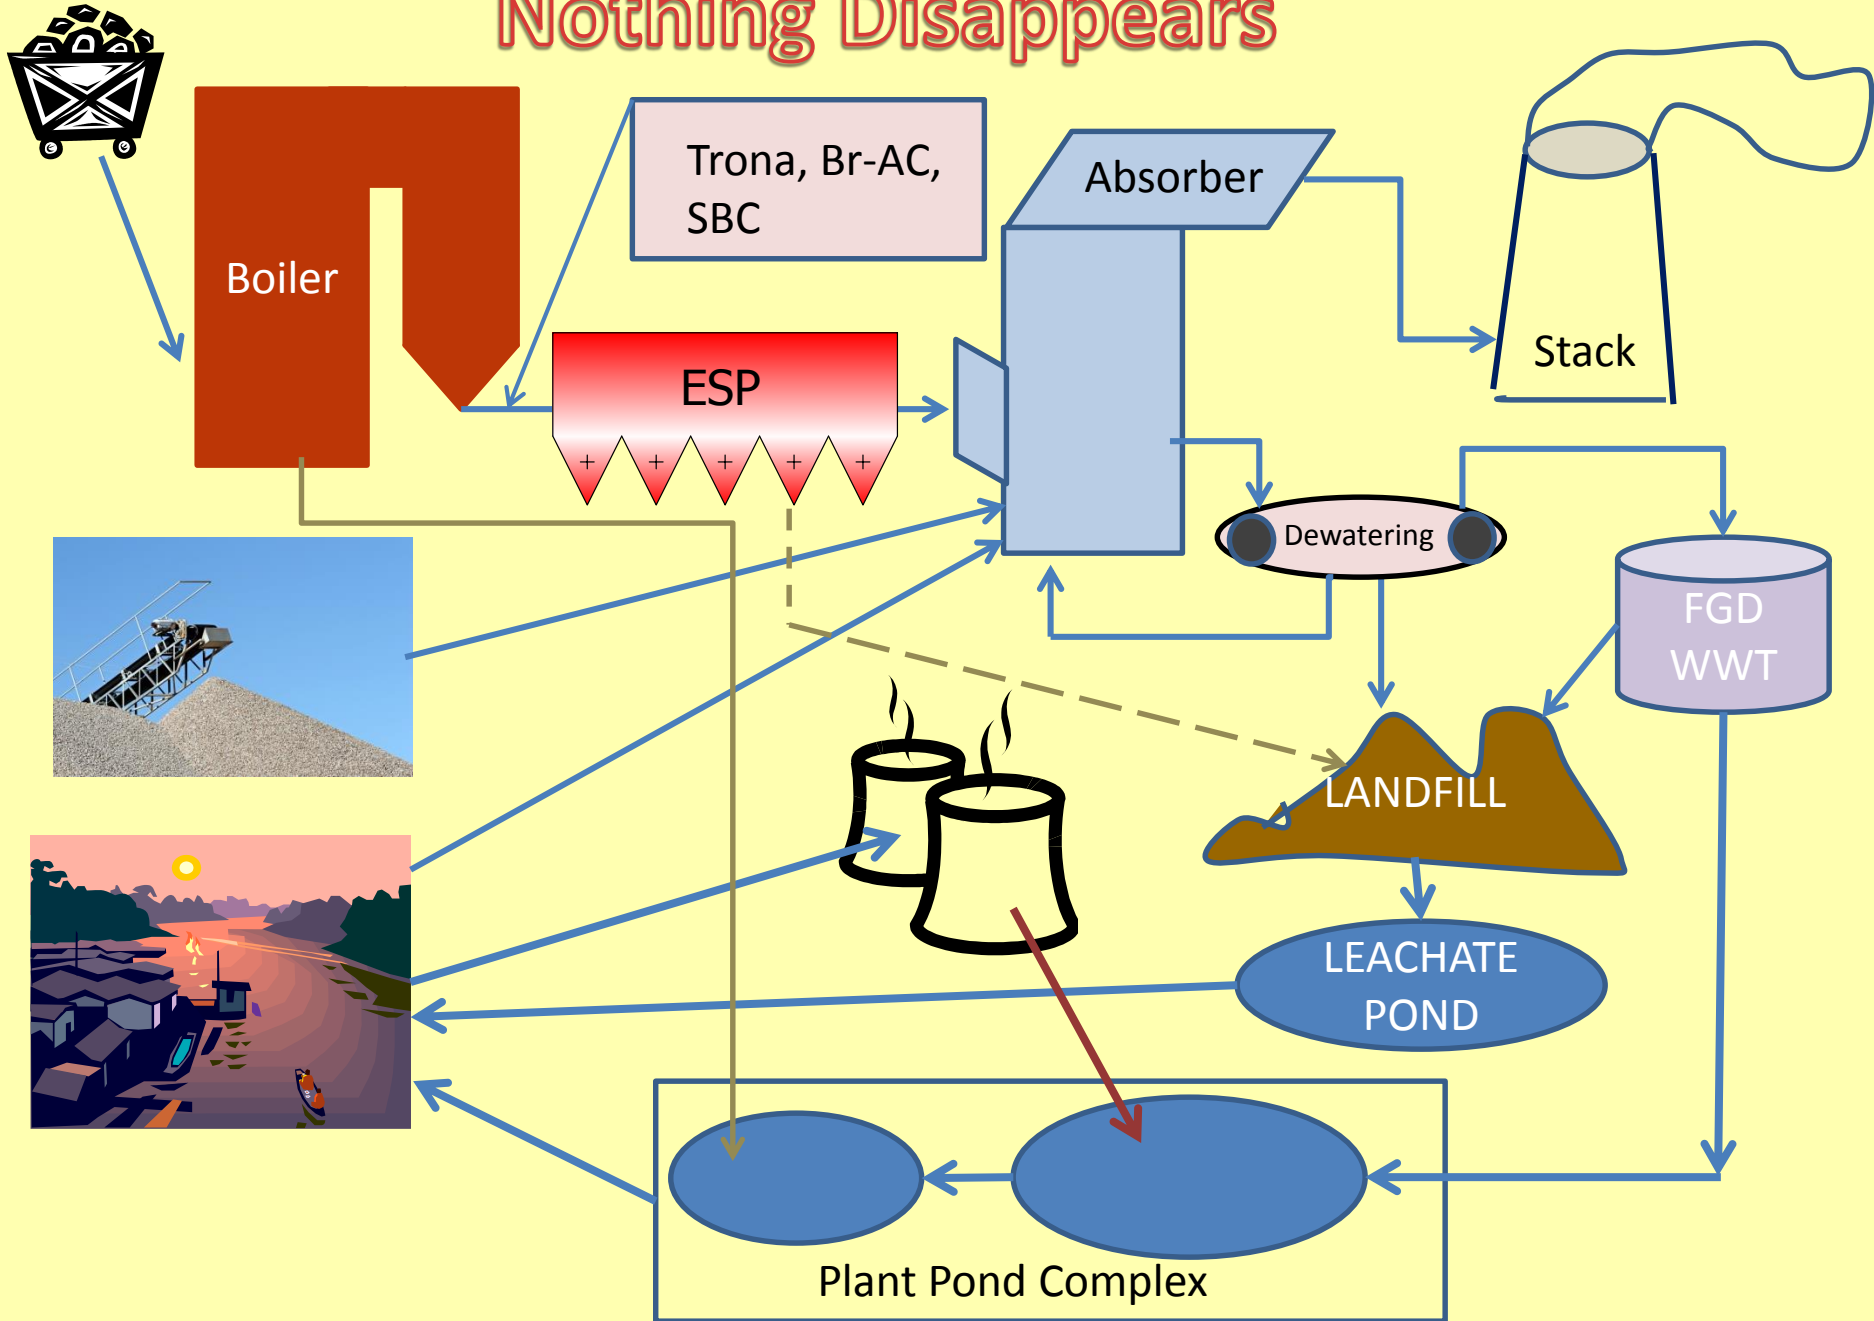 Nothing Disappears
Trona, Br-AC,
SBC
Absorber
Boiler
Stack
ESP
+ + + + +
Dewatering
FGD
WWT
LANDFILL
LEACHATE
POND
Plant Pond Complex